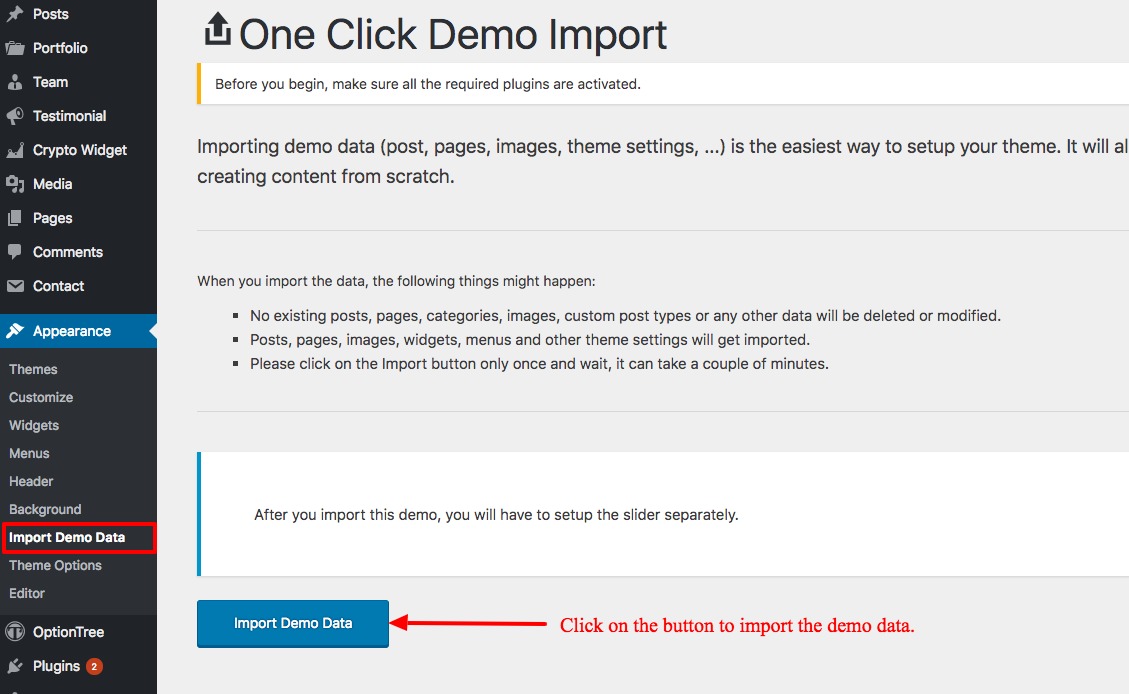 Posts
Portfolio
Team
Testimonial
Crypto Widget
Media
Pages
Comments
Contact
Appearance
Themes
Customize
Widgets
Menus
Header
Background
Import Demo Data
Theme Options
Editor
OptionTree
Plugins 2
One Click Demo Import
Before you begin, make sure all the required plugins are activated.
Importing demo data (post, pages, images, theme settings, ...) is the easiest way to setup your theme. It will al
creating content from scratch.
When you import the data, the following things might happen:
No existing posts, pages, categories, images, custom post types or any other data will be deleted or modified.
Posts, pages, images, widgets, menus and other theme settings will get imported.
Please click on the Import button only once and wait, it can take a couple of minutes.
After you import this demo, you will have to setup the slider separately.
Import Demo Data
Click on the button to import the demo data.